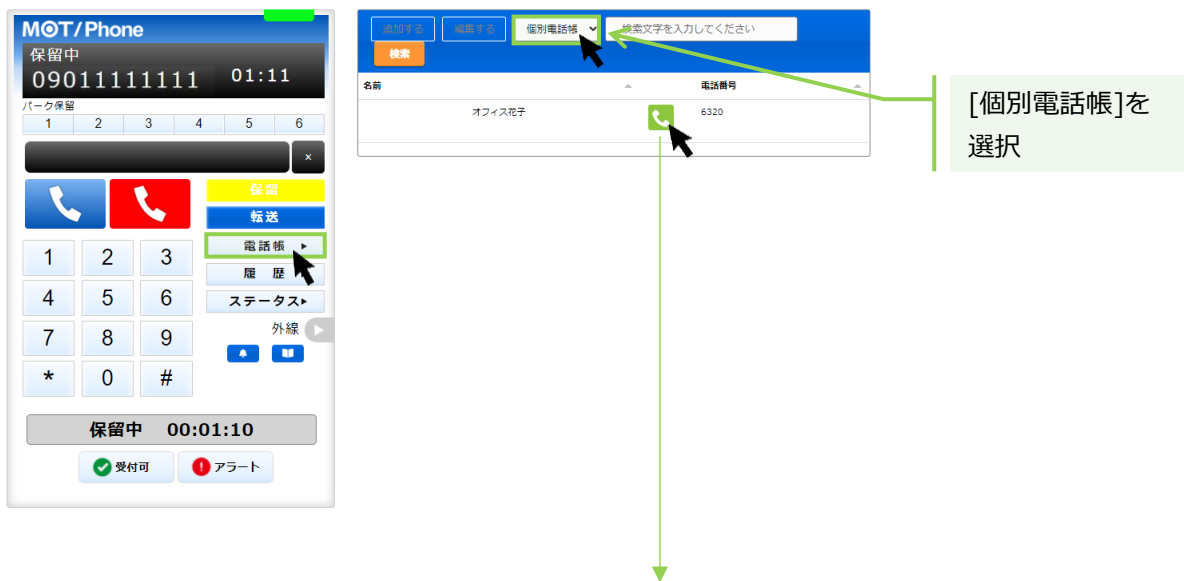 MOT/Phone
保留中
09011111111 01:11
パーク保留
1 2 3 4 5 6
×
保留
転送
電話帳
履 歴
ステータス
1 2 3
4 5 6
7 8 9
* 0 #
外線
保留中 00:01:10
受付可
アラート
追加する 編集する 個別電話帳 検索文字を入力してください
検索
名前 電話番号
オフィス花子 6320
[個別電話帳]を
選択